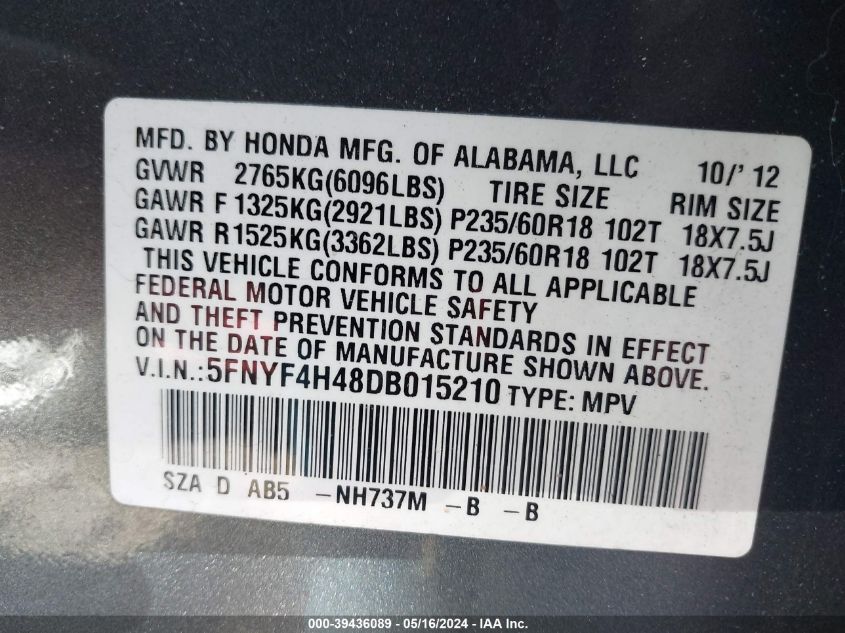 MFD. BY HONDA MFG. OF ALABAMA, LLC 10/' 12
GVWR 2765KG(6096LBS) TIRE SIZE RIM SIZE
GAWR F 1325KG(2921LBS) P235/60R18 102T 18X7.5J
GAWR R1525KG(3362LBS) P235/60R18 102T 18X7.5J
THIS VEHICLE CONFORMS TO ALL APPLICABLE
FEDERAL MOTOR VEHICLE SAFETY
AND THEFT PREVENTION STANDARDS IN EFFECT
ON THE DATE OF MANUFACTURE SHOWN ABOVE.
V.I.N.:5FNYF4H48DB015210 TYPE: MPV
SZA D AB5 -NH737M -B -B
000-39436089 - 05/16/2024 - IAA Inc.